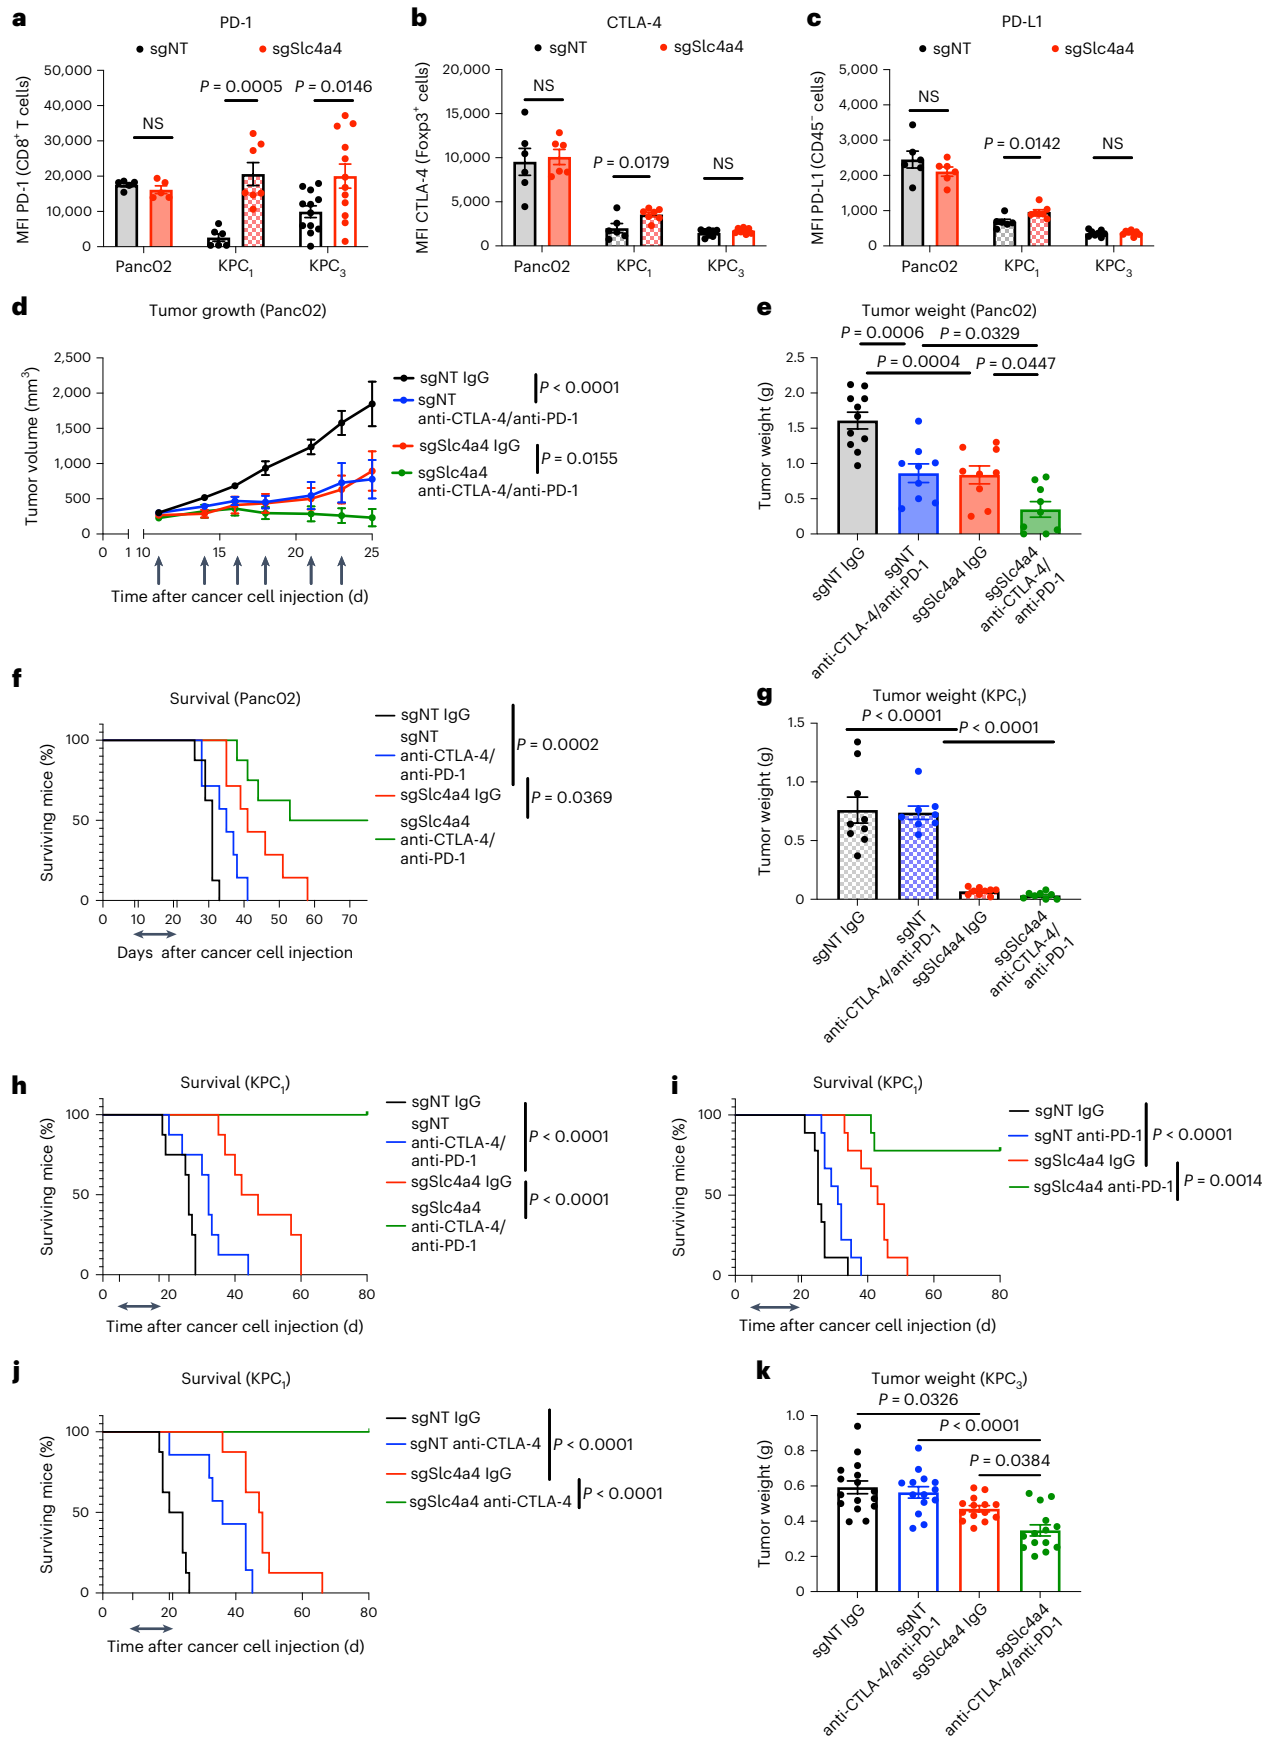 a
PD-1
sgNT
sgSlc4a4
MFI PD-1 (CD8⁺ T cells)
50,000
40,000
30,000
20,000
10,000
0
NS
P = 0.0005
P = 0.0146
Panc02
KPC₁
KPC₃
b
CTLA-4
sgNT
sgSlc4a4
MFI CTLA-4 (Foxp3⁺ cells)
20,000
15,000
10,000
5,000
0
NS
P = 0.0179
NS
Panc02
KPC₁
KPC₃
c
PD-L1
sgNT
sgSlc4a4
MFI PD-L1 (CD45⁻ cells)
5,000
4,000
3,000
2,000
1,000
0
NS
P = 0.0142
NS
Panc02
KPC₁
KPC₃
d
Tumor growth (Panc02)
Tumor volume (mm³)
2,500
2,000
1,500
1,000
500
0
0 1 10 15 20 25
Time after cancer cell injection (d)
sgNT IgG
sgNT
anti-CTLA-4/anti-PD-1
sgSlc4a4 IgG
sgSlc4a4
anti-CTLA-4/anti-PD-1
P < 0.0001
P = 0.0155
e
Tumor weight (Panc02)
P = 0.0006
P = 0.0329
P = 0.0004
P = 0.0447
Tumor weight (g)
2.5
2.0
1.5
1.0
0.5
0
sgNT IgG
sgNT
anti-CTLA-4/anti-PD-1
sgSlc4a4 IgG
sgSlc4a4
anti-CTLA-4/
anti-PD-1
f
Survival (Panc02)
Surviving mice (%)
100
50
0
0 10 20 30 40 50 60 70
Days after cancer cell injection
sgNT IgG
sgNT
anti-CTLA-4/
anti-PD-1
sgSlc4a4 IgG
sgSlc4a4
anti-CTLA-4/
anti-PD-1
P = 0.0002
P = 0.0369
g
Tumor weight (KPC₁)
P < 0.0001
P < 0.0001
Tumor weight (g)
1.5
1.0
0.5
0
sgNT IgG
sgNT
anti-CTLA-4/anti-PD-1
sgSlc4a4 IgG
sgSlc4a4
anti-CTLA-4/
anti-PD-1
h
Survival (KPC₁)
Surviving mice (%)
100
50
0
0 20 40 60 80
Time after cancer cell injection (d)
sgNT IgG
sgNT
anti-CTLA-4/
anti-PD-1
sgSlc4a4 IgG
sgSlc4a4
anti-CTLA-4/
anti-PD-1
P < 0.0001
P < 0.0001
i
Survival (KPC₁)
Surviving mice (%)
100
50
0
0 20 40 60 80
Time after cancer cell injection (d)
sgNT IgG
sgNT anti-PD-1
sgSlc4a4 IgG
sgSlc4a4 anti-PD-1
P < 0.0001
P = 0.0014
j
Survival (KPC₁)
Surviving mice (%)
100
50
0
0 20 40 60 80
Time after cancer cell injection (d)
sgNT IgG
sgNT anti-CTLA-4
sgSlc4a4 IgG
sgSlc4a4 anti-CTLA-4
P < 0.0001
P < 0.0001
k
Tumor weight (KPC₃)
P = 0.0326
P < 0.0001
P = 0.0384
Tumor weight (g)
1.0
0.8
0.6
0.4
0.2
0
sgNT IgG
sgNT
anti-CTLA-4/anti-PD-1
sgSlc4a4 IgG
sgSlc4a4
anti-CTLA-4/anti-PD-1